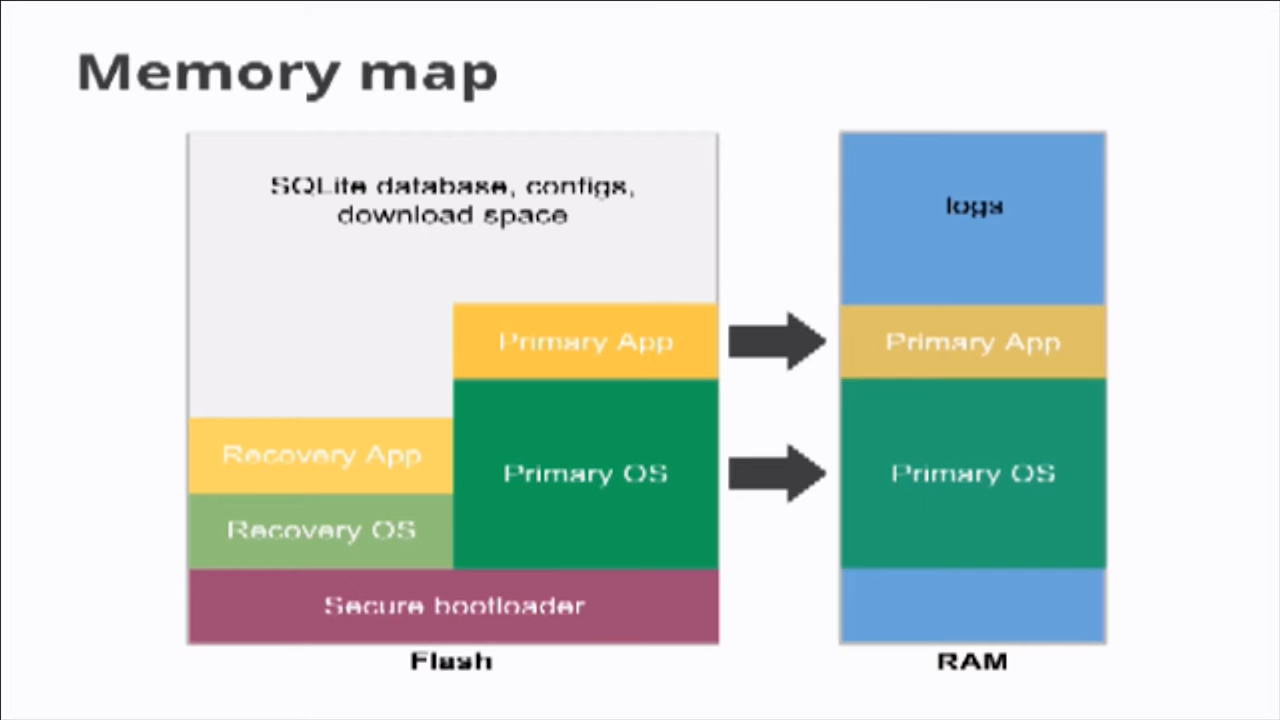 Memory map
SQLite database, configs,
download space
logs
Primary App
Primary App
Recovery App
Primary OS
Primary OS
Recovery OS
Secure bootloader
Flash
RAM